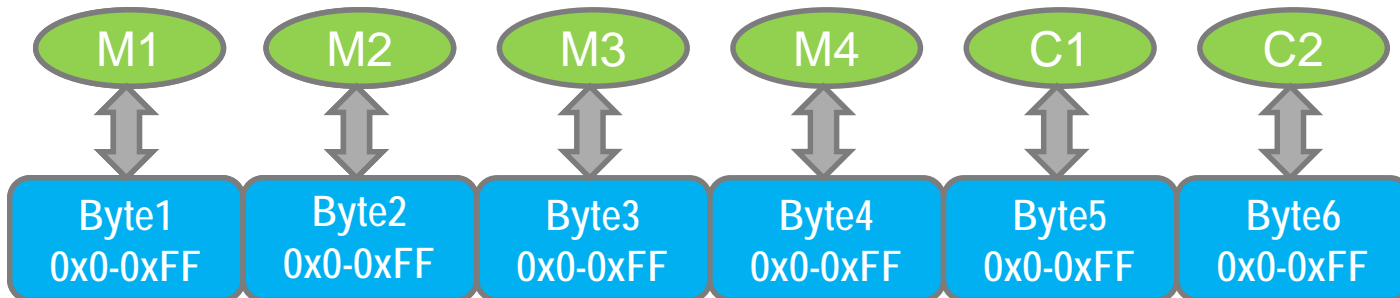 M1 M2 M3 M4 C1 C2
Byte1 Byte2 Byte3 Byte4 Byte5 Byte6
0x0-0xFF 0x0-0xFF 0x0-0xFF 0x0-0xFF 0x0-0xFF 0x0-0xFF